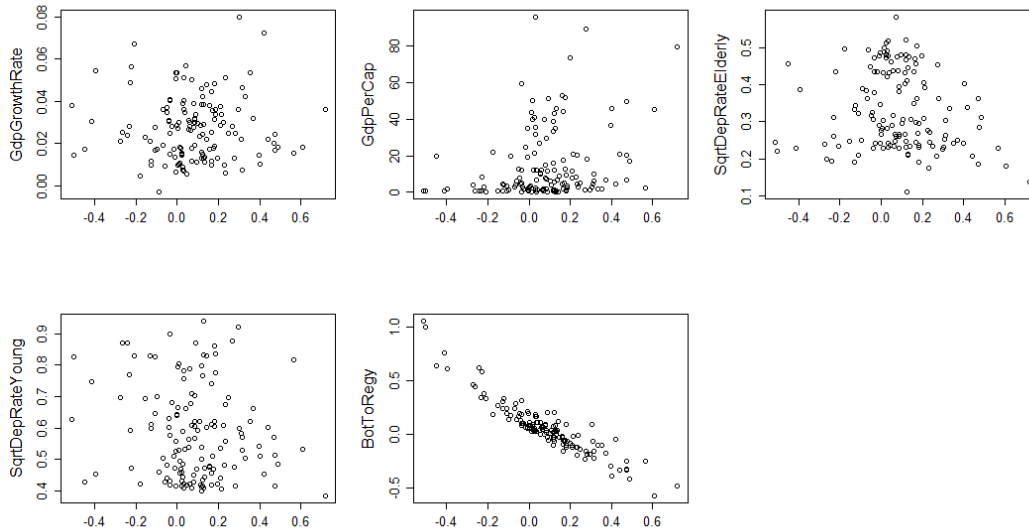 GdpGrowthRate
0.00 0.02 0.04 0.06 0.08
-0.4 -0.2 0.0 0.2 0.4 0.6
GdpPerCap
0 20 40 60 80
-0.4 -0.2 0.0 0.2 0.4 0.6
SqrtDepRateElderly
0.1 0.2 0.3 0.4 0.5
-0.4 -0.2 0.0 0.2 0.4 0.6
SqrtDepRateYoung
0.4 0.5 0.6 0.7 0.8 0.9
-0.4 -0.2 0.0 0.2 0.4 0.6
BotToRegy
-0.5 0.0 0.5 1.0
-0.4 -0.2 0.0 0.2 0.4 0.6